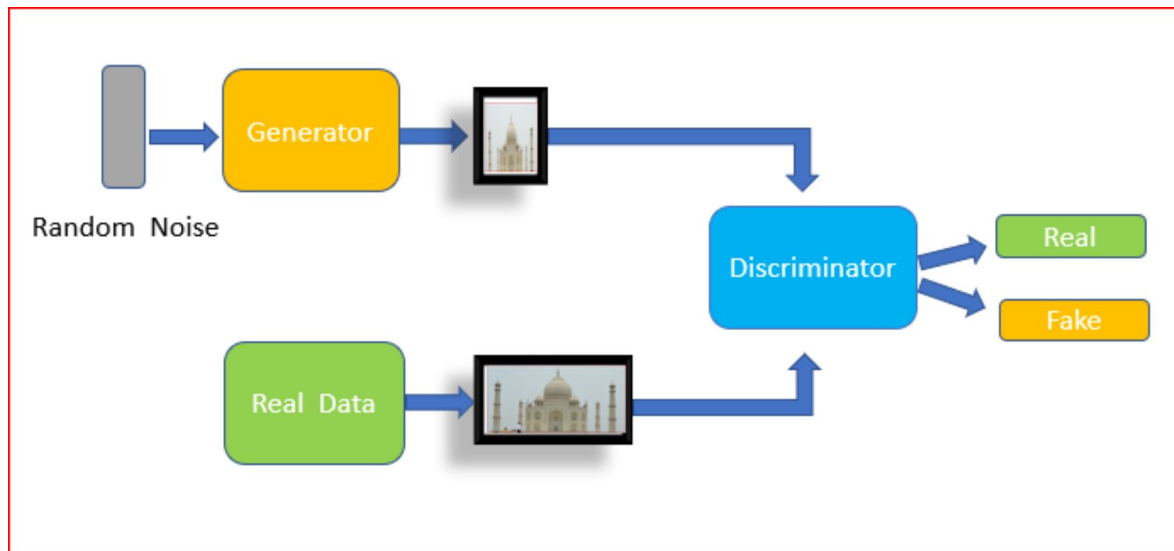 Generator
Random Noise
Discriminator
Real
Fake
Real Data